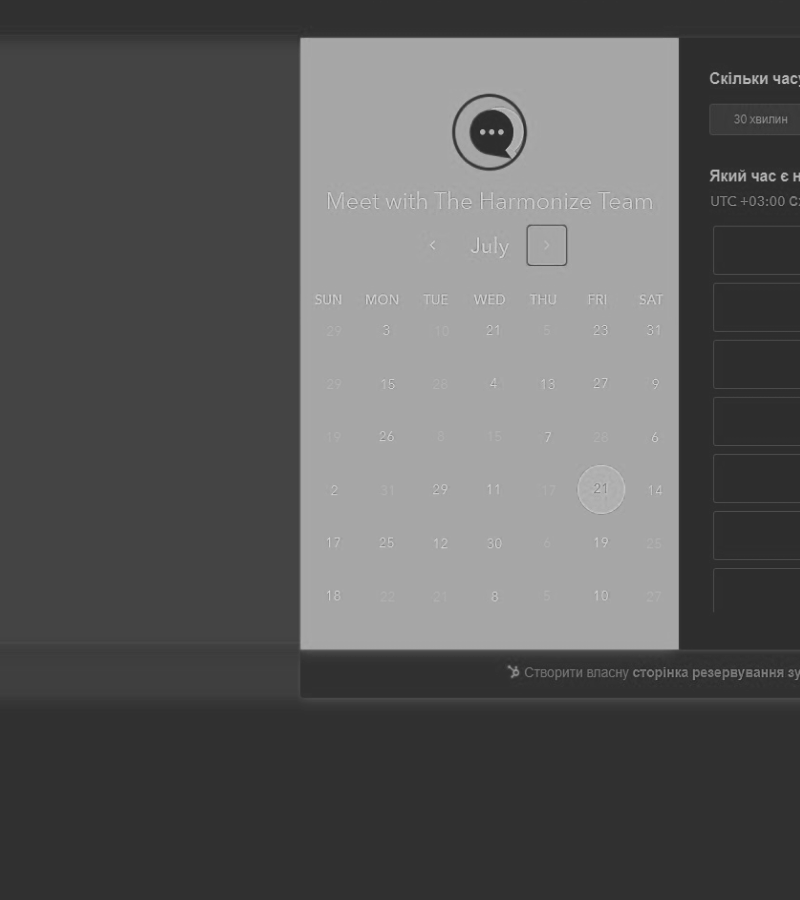 Meet with The Harmonize Team
July
SUN MON TUE WED THU FRI SAT
29 3 10 21 5 23 31
29 15 26 4 13 27 9
19 26 8 15 7 28 6
2 31 29 11 17 21 14
17 25 12 30 6 19 25
18 22 21 8 5 10 27
Скільки часу
30 хвилин
Який час є н
UTC +03:00
Створити власну сторінка резервування зу